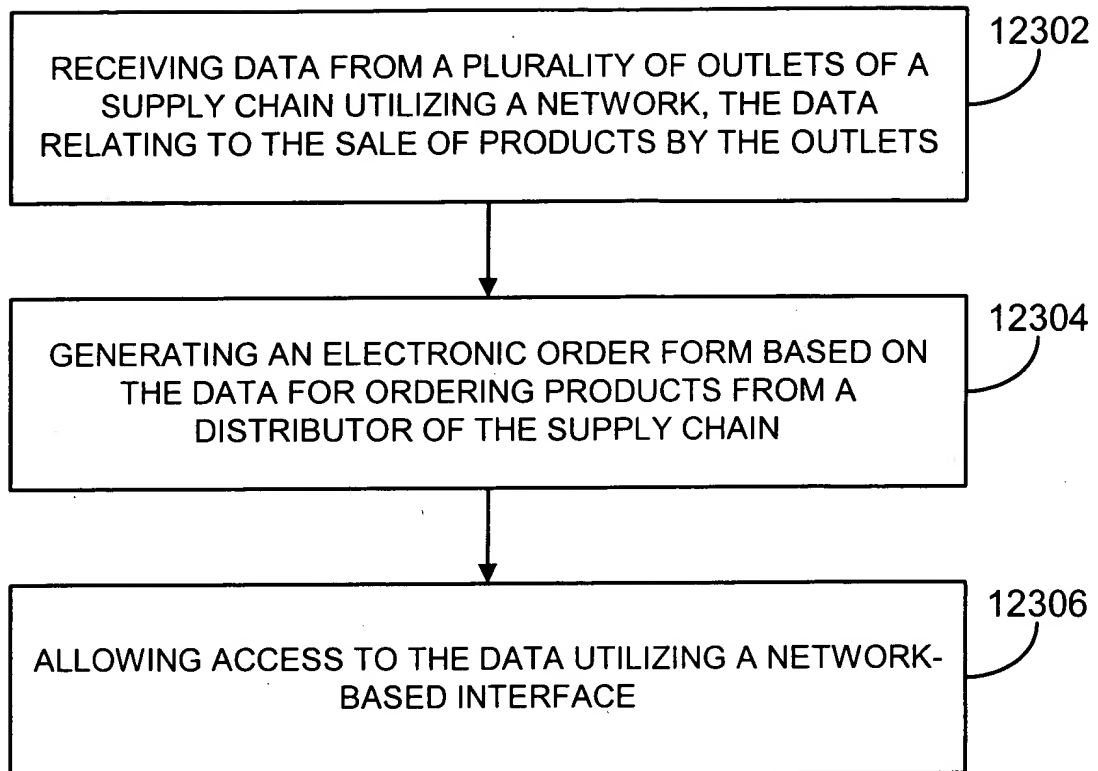 12302
RECEIVING DATA FROM A PLURALITY OF OUTLETS OF A
SUPPLY CHAIN UTILIZING A NETWORK, THE DATA
RELATING TO THE SALE OF PRODUCTS BY THE OUTLETS
12304
GENERATING AN ELECTRONIC ORDER FORM BASED ON
THE DATA FOR ORDERING PRODUCTS FROM A
DISTRIBUTOR OF THE SUPPLY CHAIN
12306
ALLOWING ACCESS TO THE DATA UTILIZING A NETWORK-
BASED INTERFACE